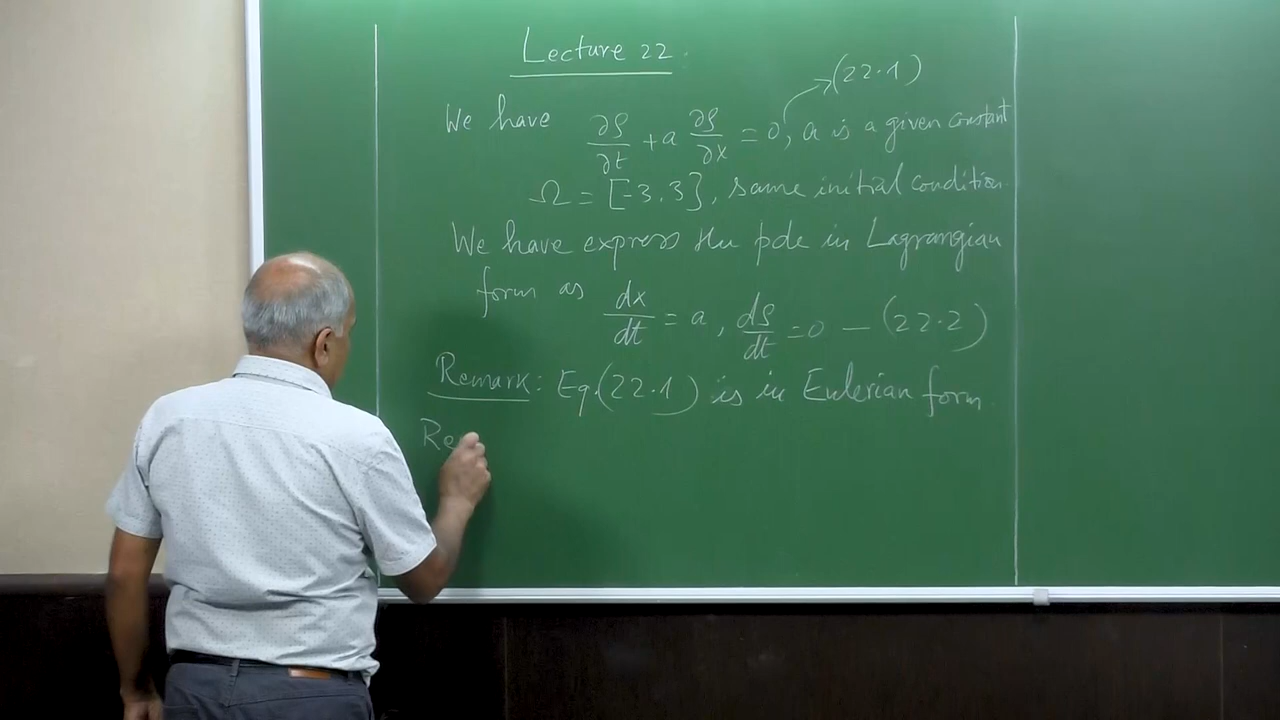 Lecture 22
(22.1)
We have ∂ρ/∂t + a ∂ρ/∂x = 0, a is a given constant
Ω = [-3,3], same initial condition
We have express the pde in Lagrangian
form as dx/dt = a, dρ/dt = 0 — (22.2)
Remark: Eq.(22.1) is in Eulerian form.
Re